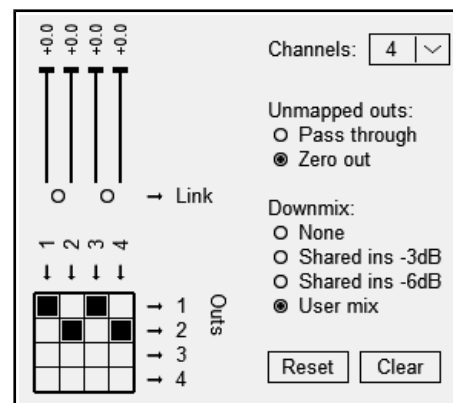 +0.0 +0.0 +0.0 +0.0
Channels: 4
Unmapped outs:
Pass through
Zero out
Link
Downmix:
None
Shared ins -3dB
Shared ins -6dB
User mix
1 2 3 4
1
2
3
4
Outs
Reset Clear